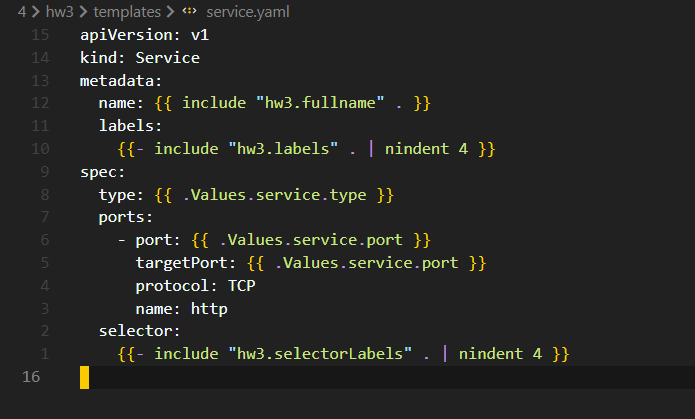 4 > hw3 > templates > service.yaml
15 apiVersion: v1
14 kind: Service
13 metadata:
12   name: {{ include "hw3.fullname" . }}
11   labels:
10     {{- include "hw3.labels" . | nindent 4 }}
9 spec:
8   type: {{ .Values.service.type }}
7   ports:
6     - port: {{ .Values.service.port }}
5       targetPort: {{ .Values.service.port }}
4       protocol: TCP
3       name: http
2   selector:
1     {{- include "hw3.selectorLabels" . | nindent 4 }}
16